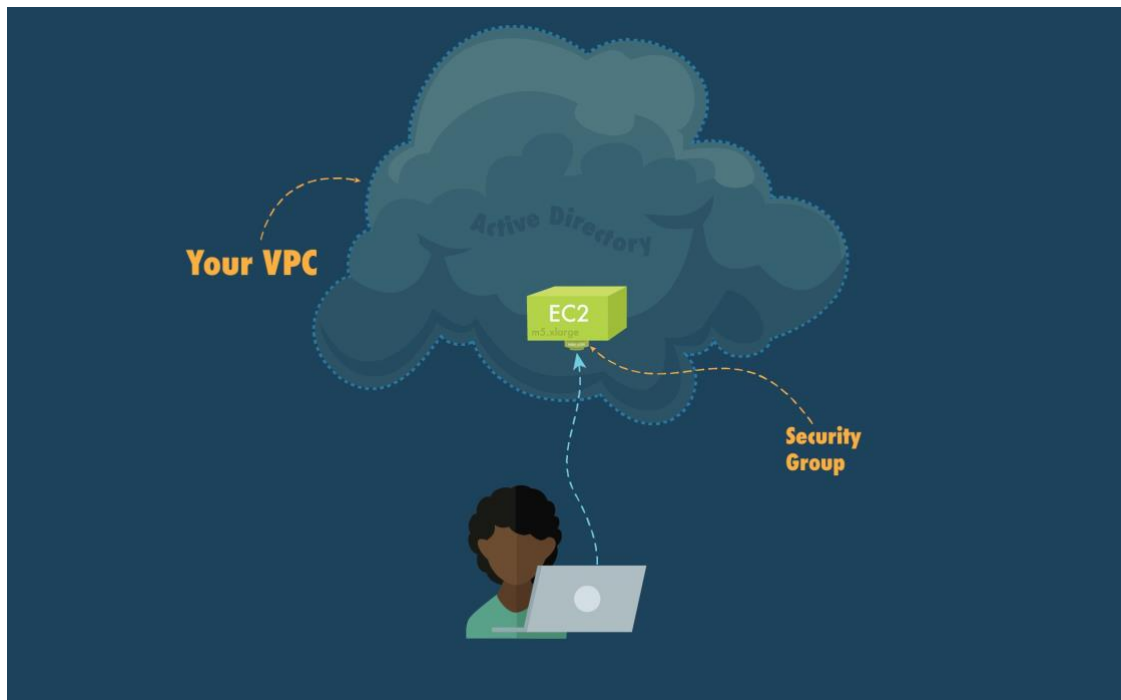 Active Directory
Your VPC
EC2
m5.xlarge
Security
Group